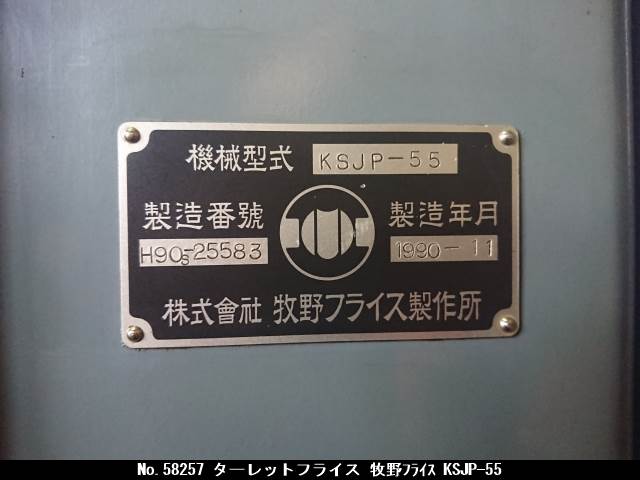 機械型式 KSJP-55
製造番號 製造年月
H90S-25583 1990-11
株式會社 牧野フライス製作所
No.58257 ターレットフライス 牧野ﾌﾗｲｽ KSJP-55